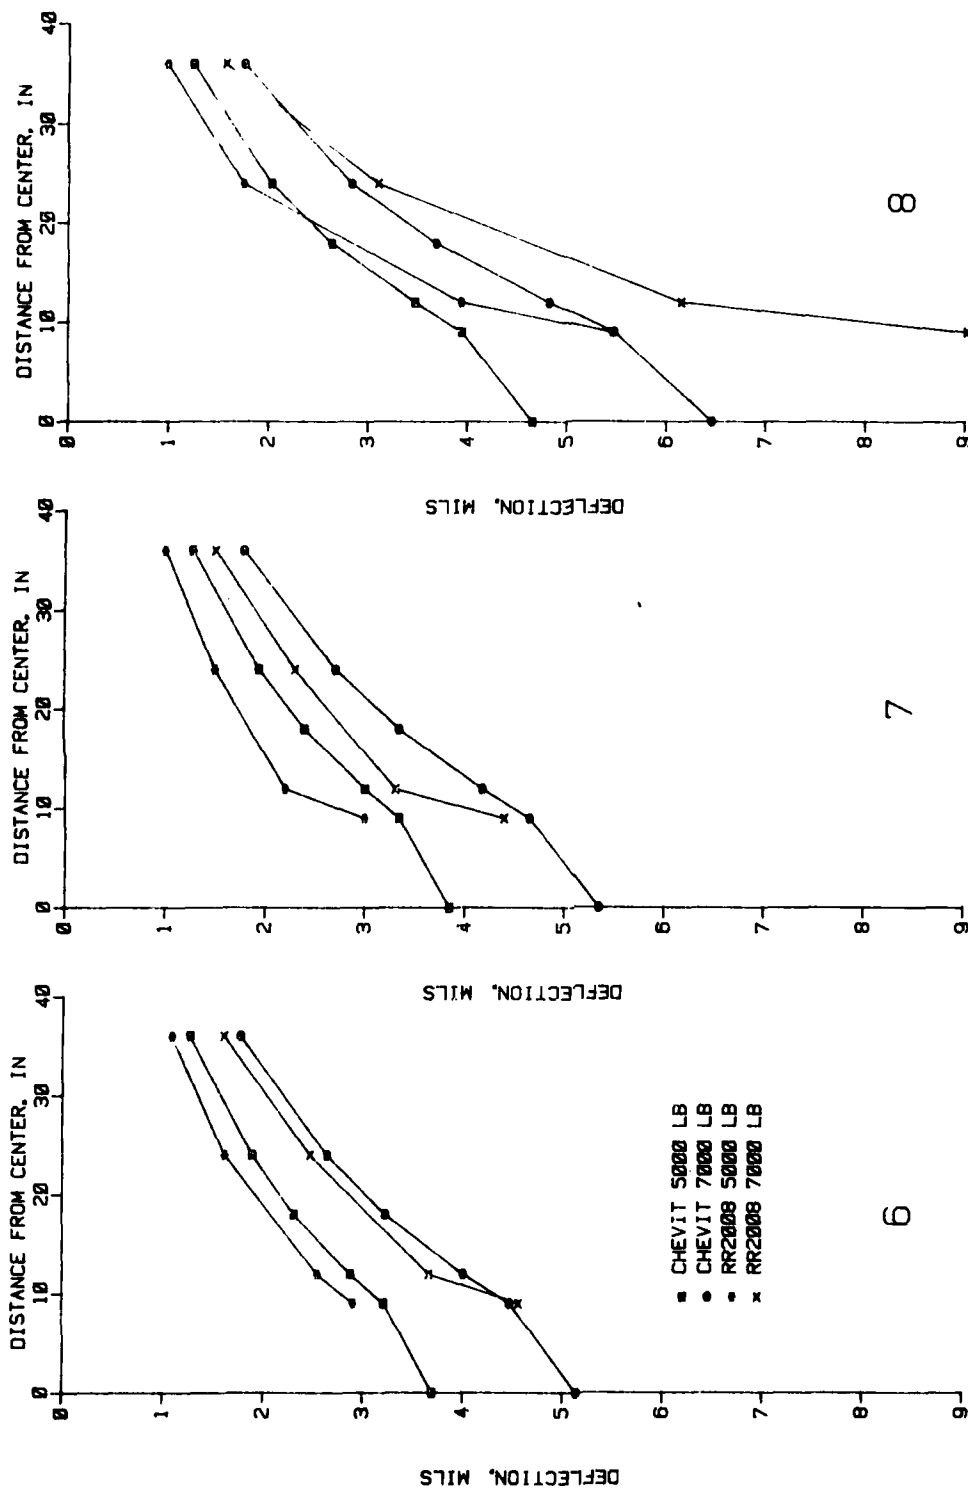 DISTANCE FROM CENTER, IN
0 10 20 30 40
0
1
2
3
4
5
6
7
8
9
DEFLECTION, MILS
CHEVIT 5000 LB
CHEVIT 7000 LB
RR2008 5000 LB
RR2008 7000 LB
6
DISTANCE FROM CENTER, IN
0 10 20 30 40
0
1
2
3
4
5
6
7
8
9
DEFLECTION, MILS
7
DISTANCE FROM CENTER, IN
0 10 20 30 40
0
1
2
3
4
5
6
7
8
9
DEFLECTION, MILS
8